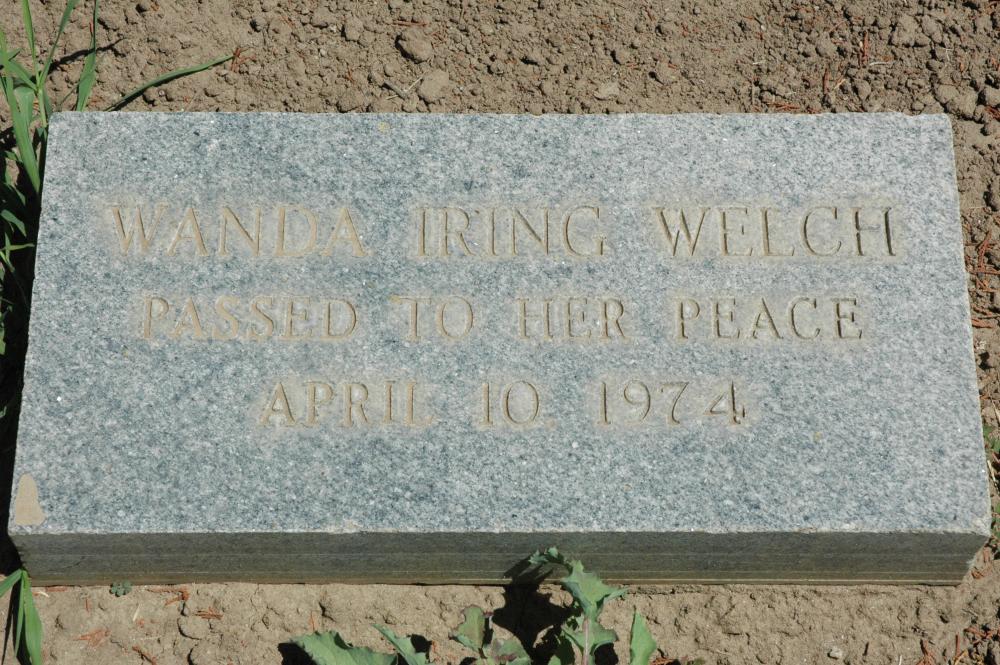 WANDA IRING WELCH
PASSED TO HER PEACE
APRIL 10, 1974